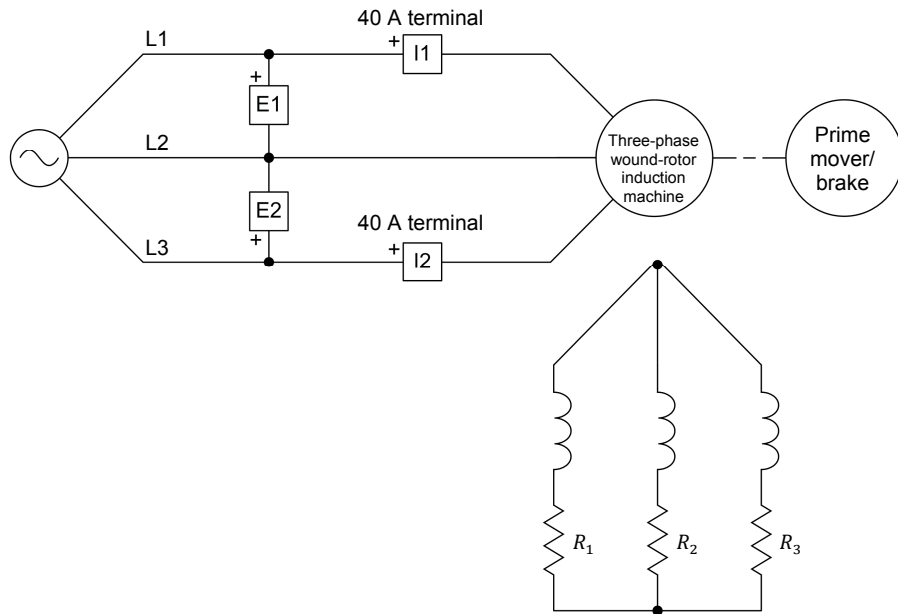 40 A terminal
L1
+
I1
+
E1
L2
Three-phase
wound-rotor
induction
machine
Prime
mover/
brake
E2
40 A terminal
+
L3
+
I2
R₁
R₂
R₃